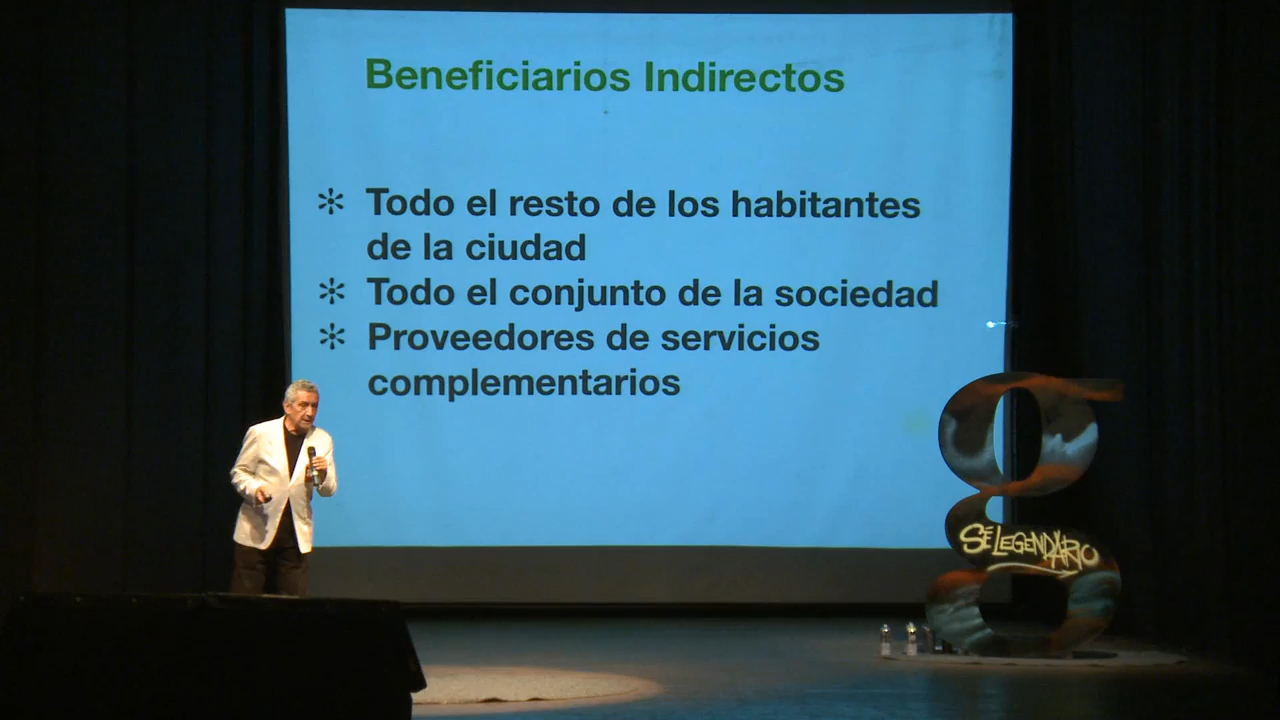 Beneficiarios Indirectos
✻ Todo el resto de los habitantes
de la ciudad
✻ Todo el conjunto de la sociedad
✻ Proveedores de servicios
complementarios
g
SÉ LEGENDARIO